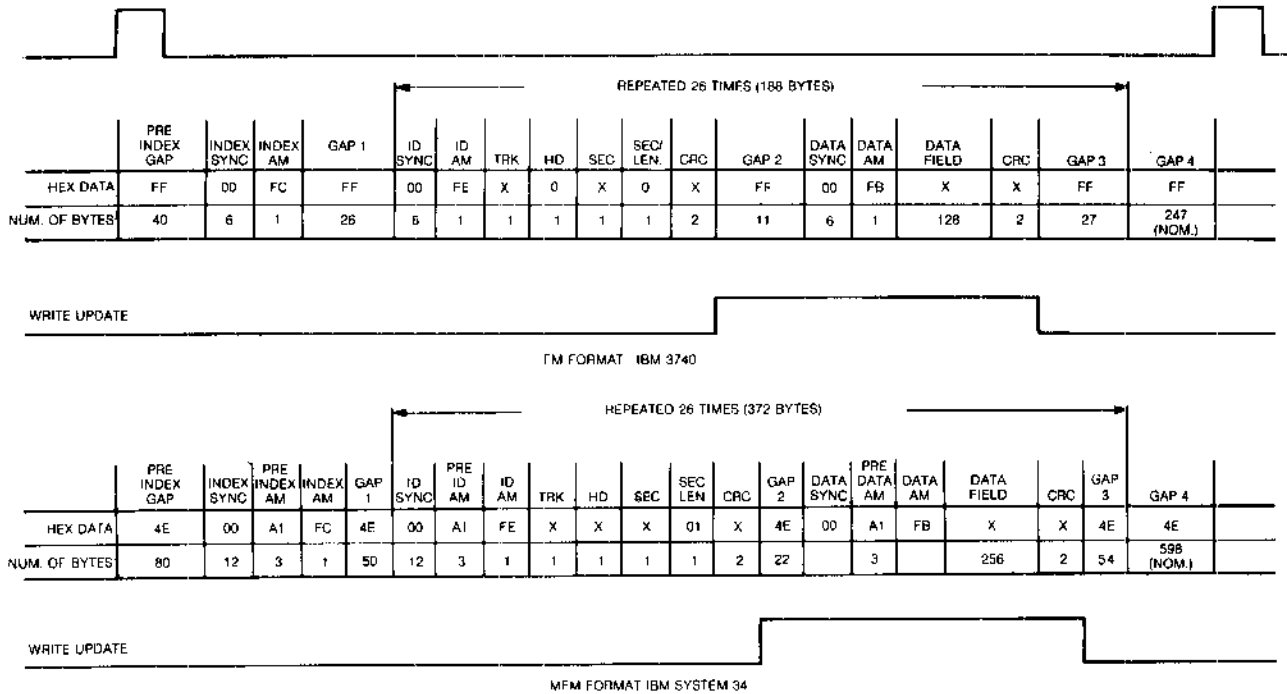 REPEATED 26 TIMES (188 BYTES)
PRE INDEX GAP INDEX SYNC INDEX AM GAP 1 ID SYNC ID AM TRK HD SEC SEC/ LEN. CRC GAP 2 DATA SYNC DATA AM DATA FIELD CRC GAP 3 GAP 4
HEX DATA FF 00 FC FF 00 FE X 0 X 0 X FF 00 FB X X FF FF
NUM. OF BYTES 40 6 1 26 6 1 1 1 1 1 2 11 6 1 128 2 27 247 (NOM.)
WRITE UPDATE
FM FORMAT IBM 3740
REPEATED 26 TIMES (372 BYTES)
PRE INDEX GAP INDEX SYNC PRE INDEX AM INDEX AM GAP 1 ID SYNC PRE ID AM ID AM TRK HD SEC SEC LEN CRC GAP 2 DATA SYNC PRE DATA AM DATA AM DATA FIELD CRC GAP 3 GAP 4
HEX DATA 4E 00 A1 FC 4E 00 A1 FE X X X 01 X 4E 00 A1 FB X X 4E 4E
NUM. OF BYTES 80 12 3 1 50 12 3 1 1 1 1 1 2 22 3 256 2 54 598 (NOM.)
WRITE UPDATE
MFM FORMAT IBM SYSTEM 34